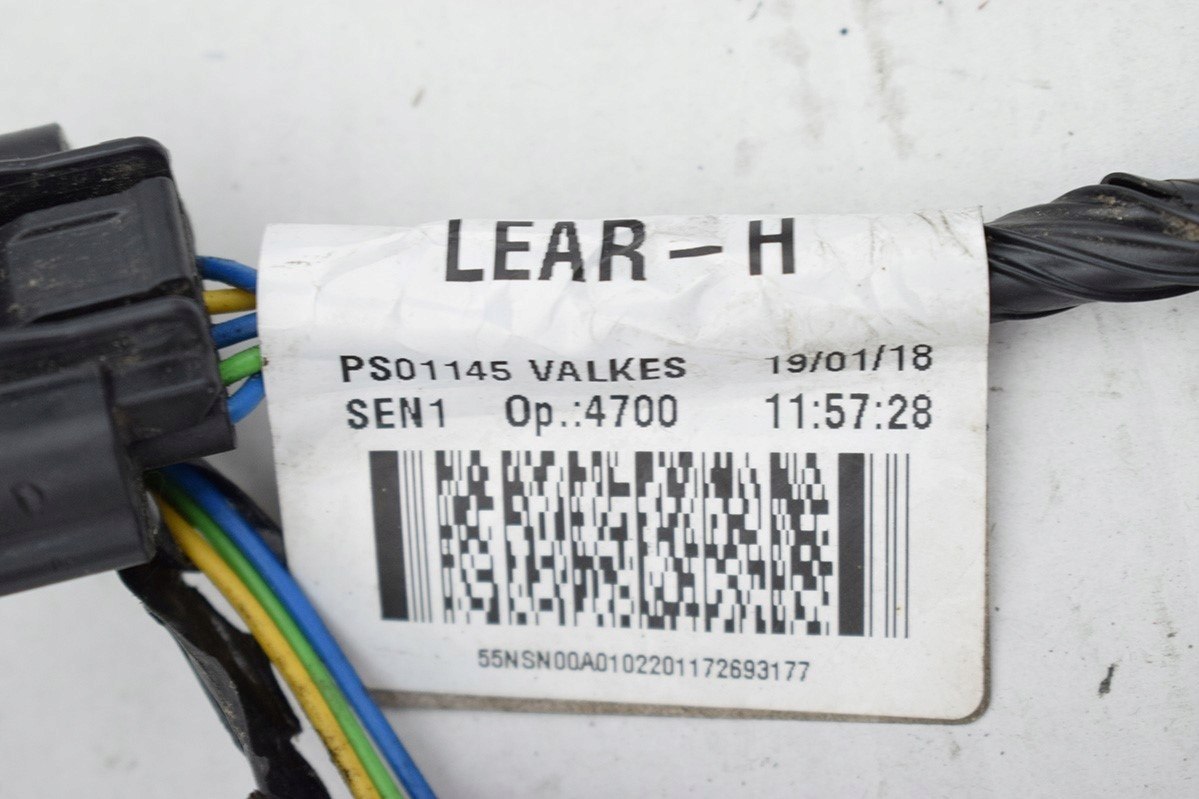 LEAR-H
PS01145 VALKES 19/01/18
SEN1 Op.:4700 11:57:28
55NSN00A0102201172693177